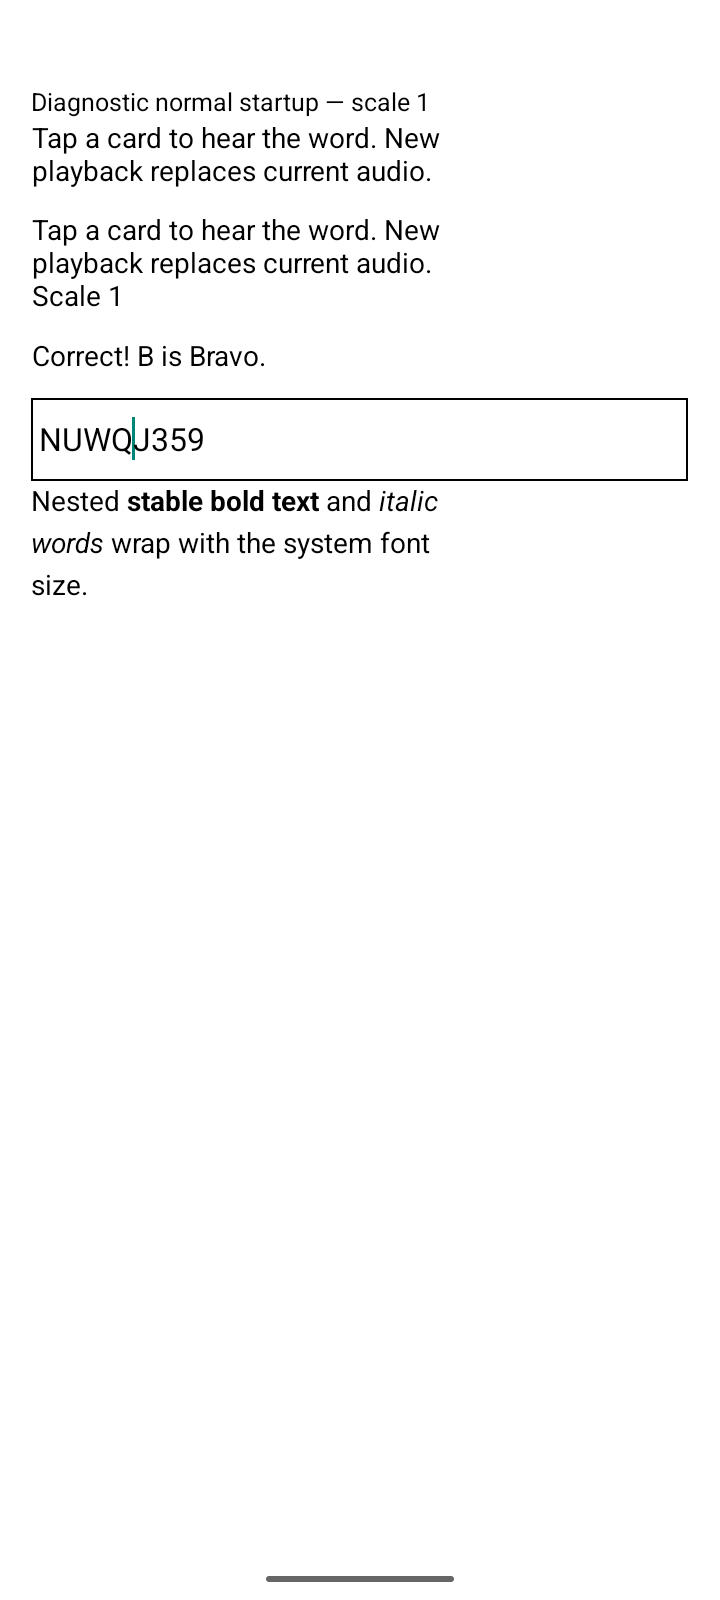 Diagnostic normal startup — scale 1
Tap a card to hear the word. New
playback replaces current audio.
Tap a card to hear the word. New
playback replaces current audio.
Scale 1
Correct! B is Bravo.
NUWQJ359
Nested stable bold text and italic
words wrap with the system font
size.